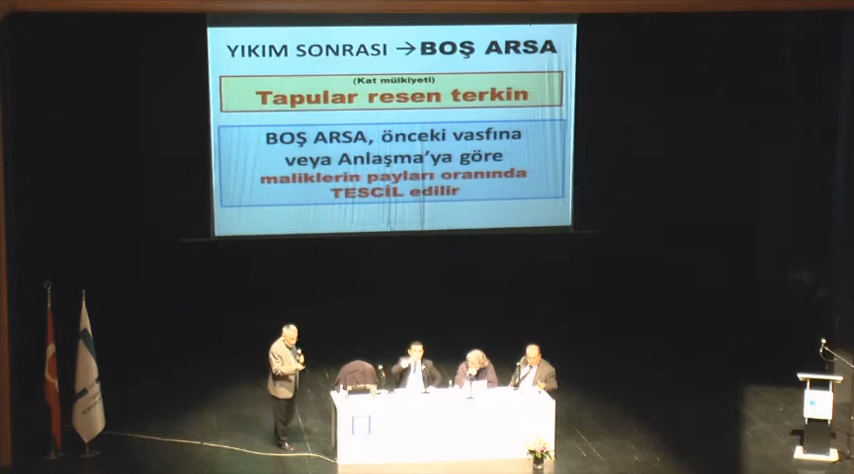 YIKIM SONRASI →BOŞ ARSA
(Kat mülkiyeti)
Tapular resen terkin
BOŞ ARSA, önceki vasfına
veya Anlaşma'ya göre
maliklerin payları oranında
TESCİL edilir